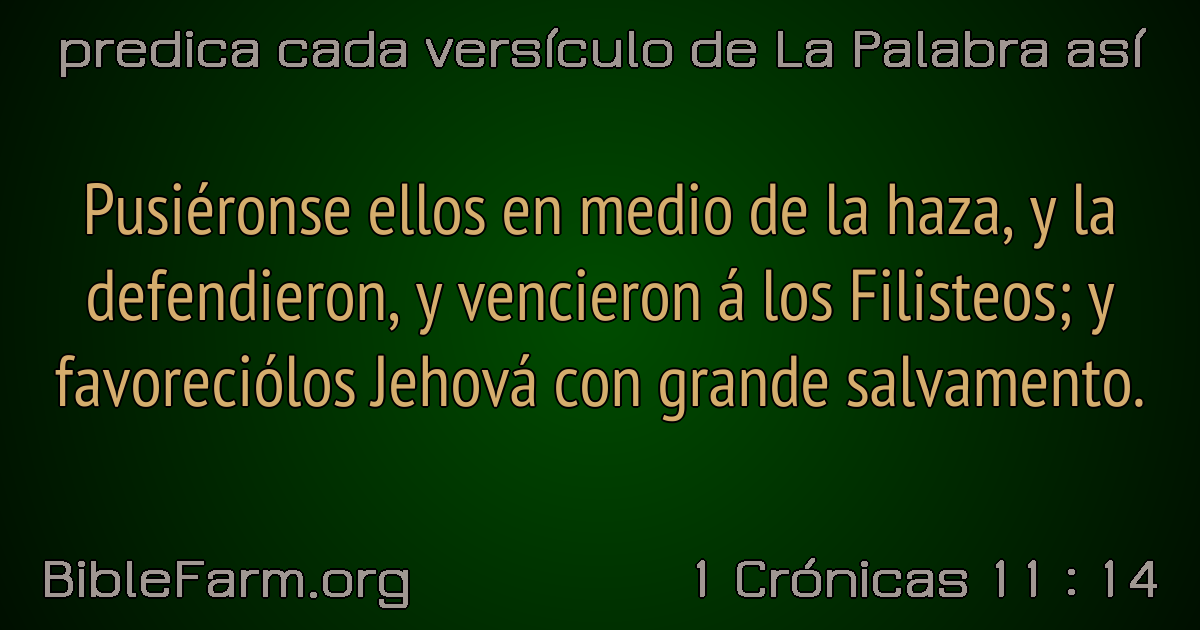 predica cada versículo de La Palabra así
Pusiéronse ellos en medio de la haza, y la
defendieron, y vencieron á los Filisteos; y
favoreciólos Jehová con grande salvamento.
BibleFarm.org
1 Crónicas 11 : 14